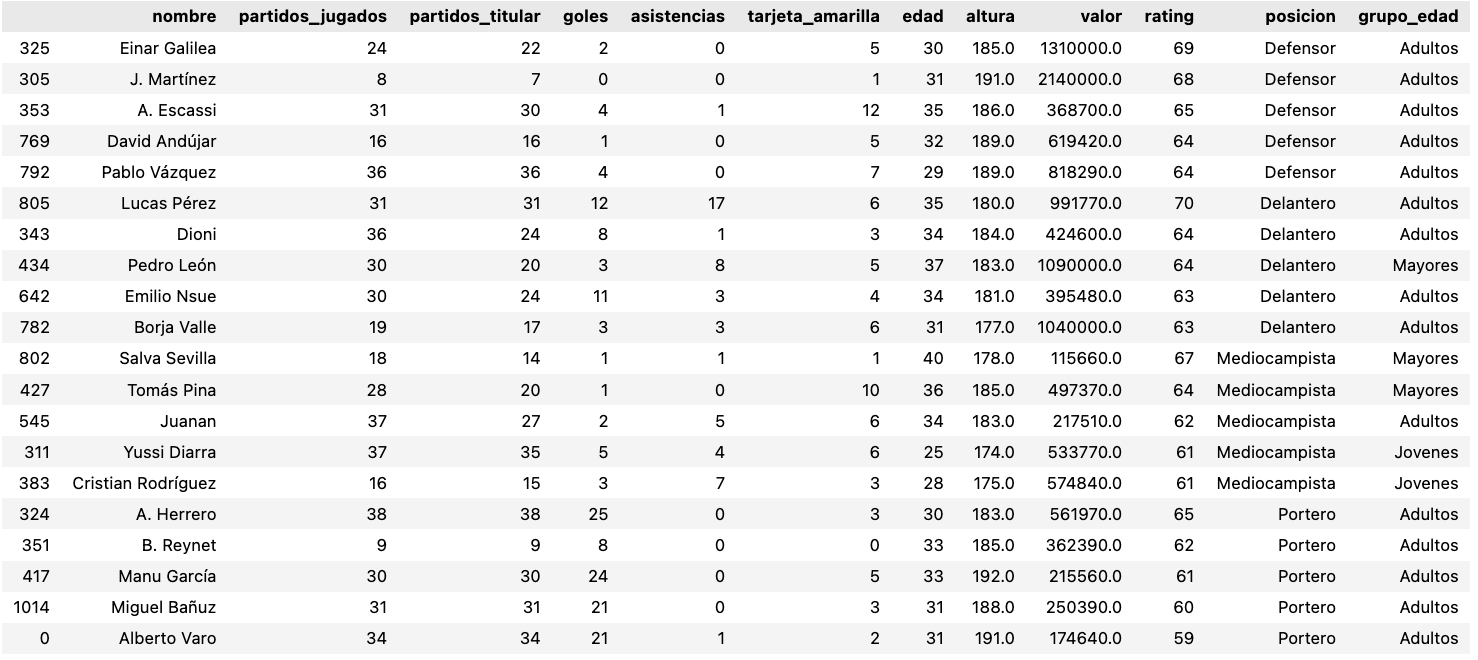 nombre partidos_jugados partidos_titular goles asistencias tarjeta_amarilla edad altura valor rating posicion grupo_edad
325 Einar Galilea 24 22 2 0 5 30 185.0 1310000.0 69 Defensor Adultos
305 J. Martínez 8 7 0 0 1 31 191.0 2140000.0 68 Defensor Adultos
353 A. Escassi 31 30 4 1 12 35 186.0 368700.0 65 Defensor Adultos
769 David Andújar 16 16 1 0 5 32 189.0 619420.0 64 Defensor Adultos
792 Pablo Vázquez 36 36 4 0 7 29 189.0 818290.0 64 Defensor Adultos
805 Lucas Pérez 31 31 12 17 6 35 180.0 991770.0 70 Delantero Adultos
343 Dioni 36 24 8 1 3 34 184.0 424600.0 64 Delantero Adultos
434 Pedro León 30 20 3 8 5 37 183.0 1090000.0 64 Delantero Mayores
642 Emilio Nsue 30 24 11 3 4 34 181.0 395480.0 63 Delantero Adultos
782 Borja Valle 19 17 3 3 6 31 177.0 1040000.0 63 Delantero Adultos
802 Salva Sevilla 18 14 1 1 1 40 178.0 115660.0 67 Mediocampista Mayores
427 Tomás Pina 28 20 1 0 10 36 185.0 497370.0 64 Mediocampista Mayores
545 Juanan 37 27 2 5 6 34 183.0 217510.0 62 Mediocampista Adultos
311 Yussi Diarra 37 35 5 4 6 25 174.0 533770.0 61 Mediocampista Jovenes
383 Cristian Rodríguez 16 15 3 7 3 28 175.0 574840.0 61 Mediocampista Jovenes
324 A. Herrero 38 38 25 0 3 30 183.0 561970.0 65 Portero Adultos
351 B. Reynet 9 9 8 0 0 33 185.0 362390.0 62 Portero Adultos
417 Manu García 30 30 24 0 5 33 192.0 215560.0 61 Portero Adultos
1014 Miguel Bañuz 31 31 21 0 3 31 188.0 250390.0 60 Portero Adultos
0 Alberto Varo 34 34 21 1 2 31 191.0 174640.0 59 Portero Adultos